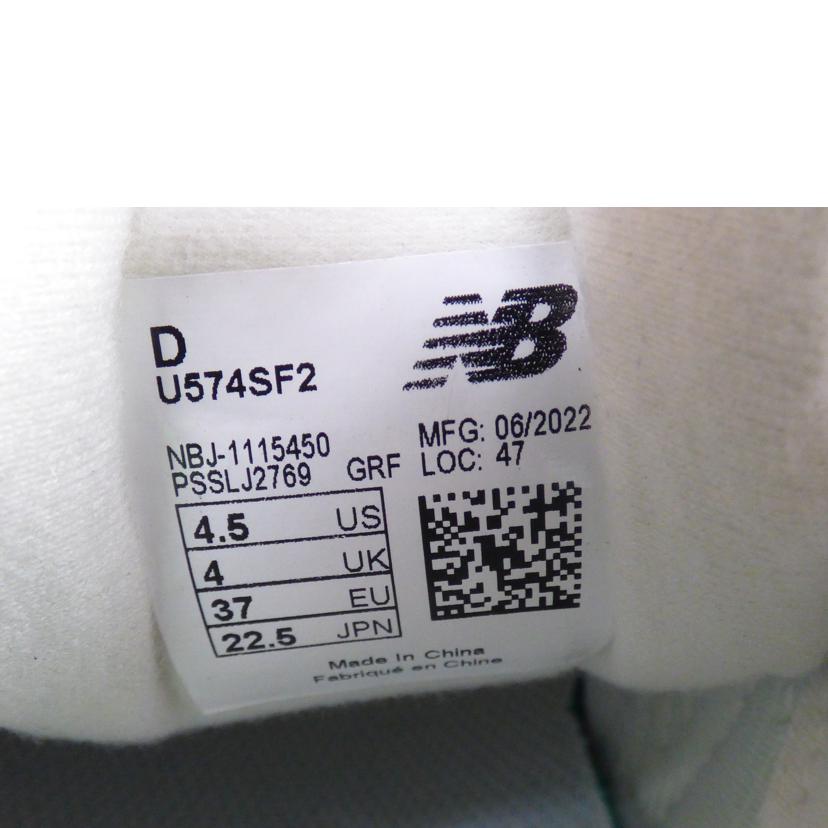 NB
D
U574SF2
NBJ-1115450
PSSLJ2769 GRF
MFG: 06/2022
LOC: 47
4.5 US
4 UK
37 EU
22.5 JPN
Made In China
Fabriqué en Chine